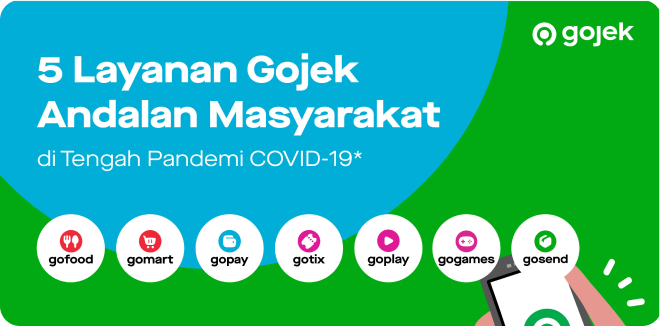 gojek
5 Layanan Gojek
Andalan Masyarakat
di Tengah Pandemi COVID-19*
gofood gomart gopay gotix goplay gogames gosend